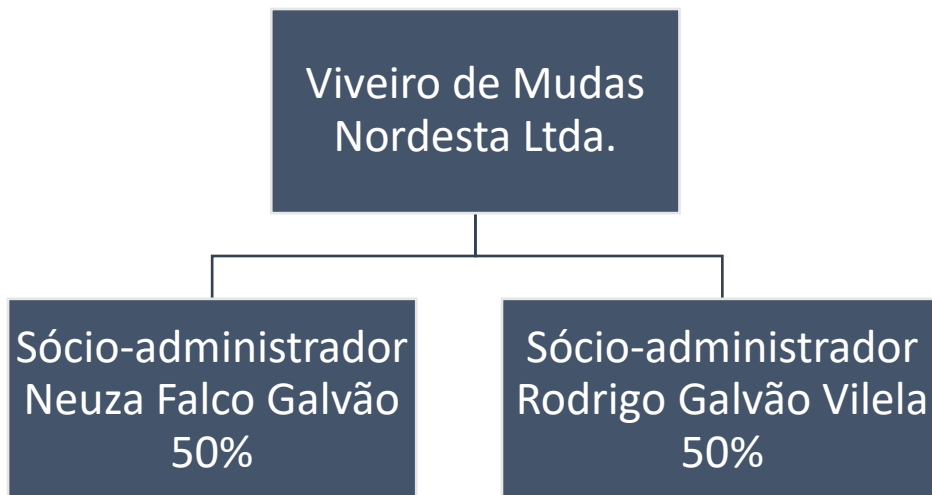 Viveiro de Mudas
Nordesta Ltda.
Sócio-administrador
Neuza Falco Galvão
50%
Sócio-administrador
Rodrigo Galvão Vilela
50%